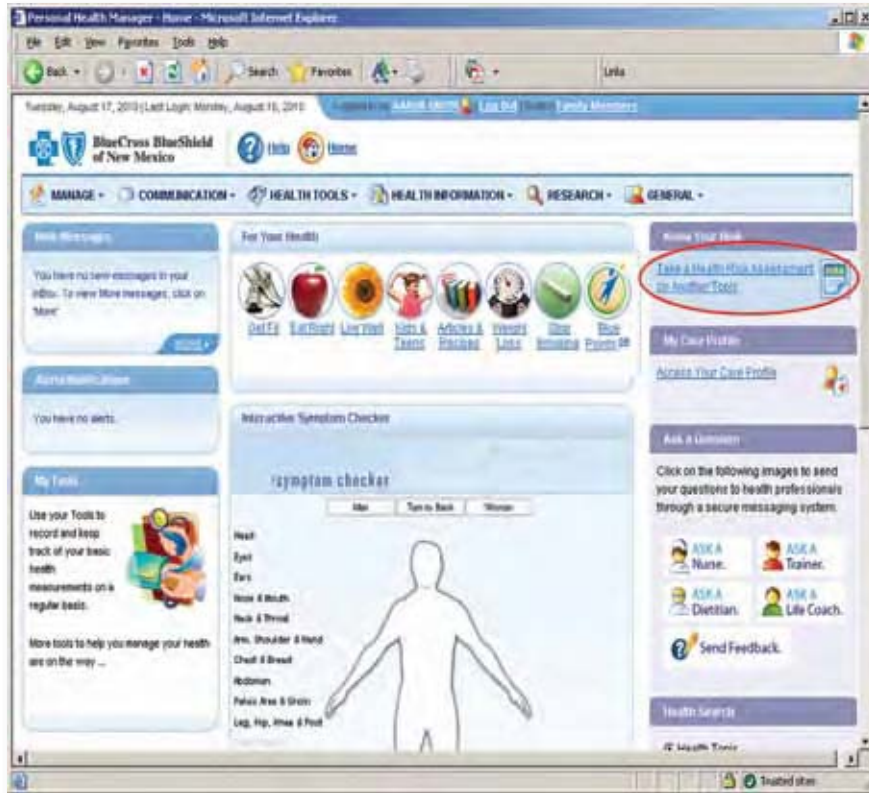 Personal Health Manager - Home - Microsoft Internet Explorer
File Edit View Favorites Tools Help
Back Search Favorites Links
Tuesday, August 17, 2010 | Last Login: Monday, August 16, 2010 Log Out Family Members
BlueCross BlueShield
of New Mexico
Help Home
MANAGE COMMUNICATION HEALTH TOOLS HEALTH INFORMATION RESEARCH GENERAL
Messages
You have no new messages in your
inbox. To view More messages, click on
'More'
MORE
Alerts/Notifications
You have no alerts.
My Tools
Use your Tools to
record and keep
track of your basic
health
measurements on a
regular basis.
More tools to help you manage your health
are on the way ...
For Your Health
Get Fit
Eat Right
Live Well
Kids &
Teens
Articles &
Recipes
Weight
Loss
Stop
Smoking
Blue
Points
Interactive Symptom Checker
symptom checker
Man Turn to Back Woman
Head
Eyes
Ears
Nose & Mouth
Neck & Throat
Arm, Shoulder & Hand
Chest & Breast
Abdomen
Pelvic Area & Groin
Leg, Hip, Knee & Foot
Know Your Risk
Take a Health Risk Assessment
or Another Topic
My Care Profile
Access Your Care Profile
Ask A Question
Click on the following images to send
your questions to health professionals
through a secure messaging system.
ASK A
Nurse.
ASK A
Trainer.
ASK A
Dietitian.
ASK A
Life Coach.
Send Feedback.
Health Search
Health Topic
Trusted sites